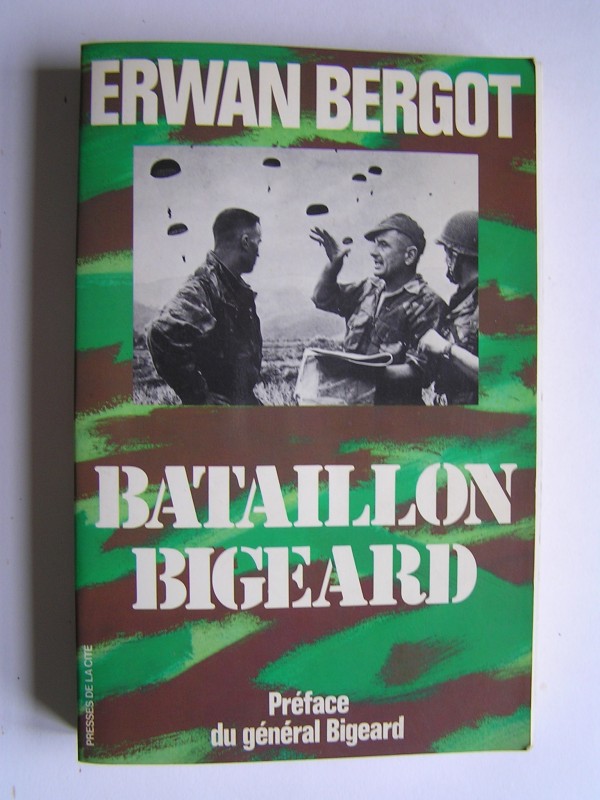 ERWAN BERGOT
BATAILLON
BIGEARD
Préface
du général Bigeard
PRESSES DE LA CITÉ